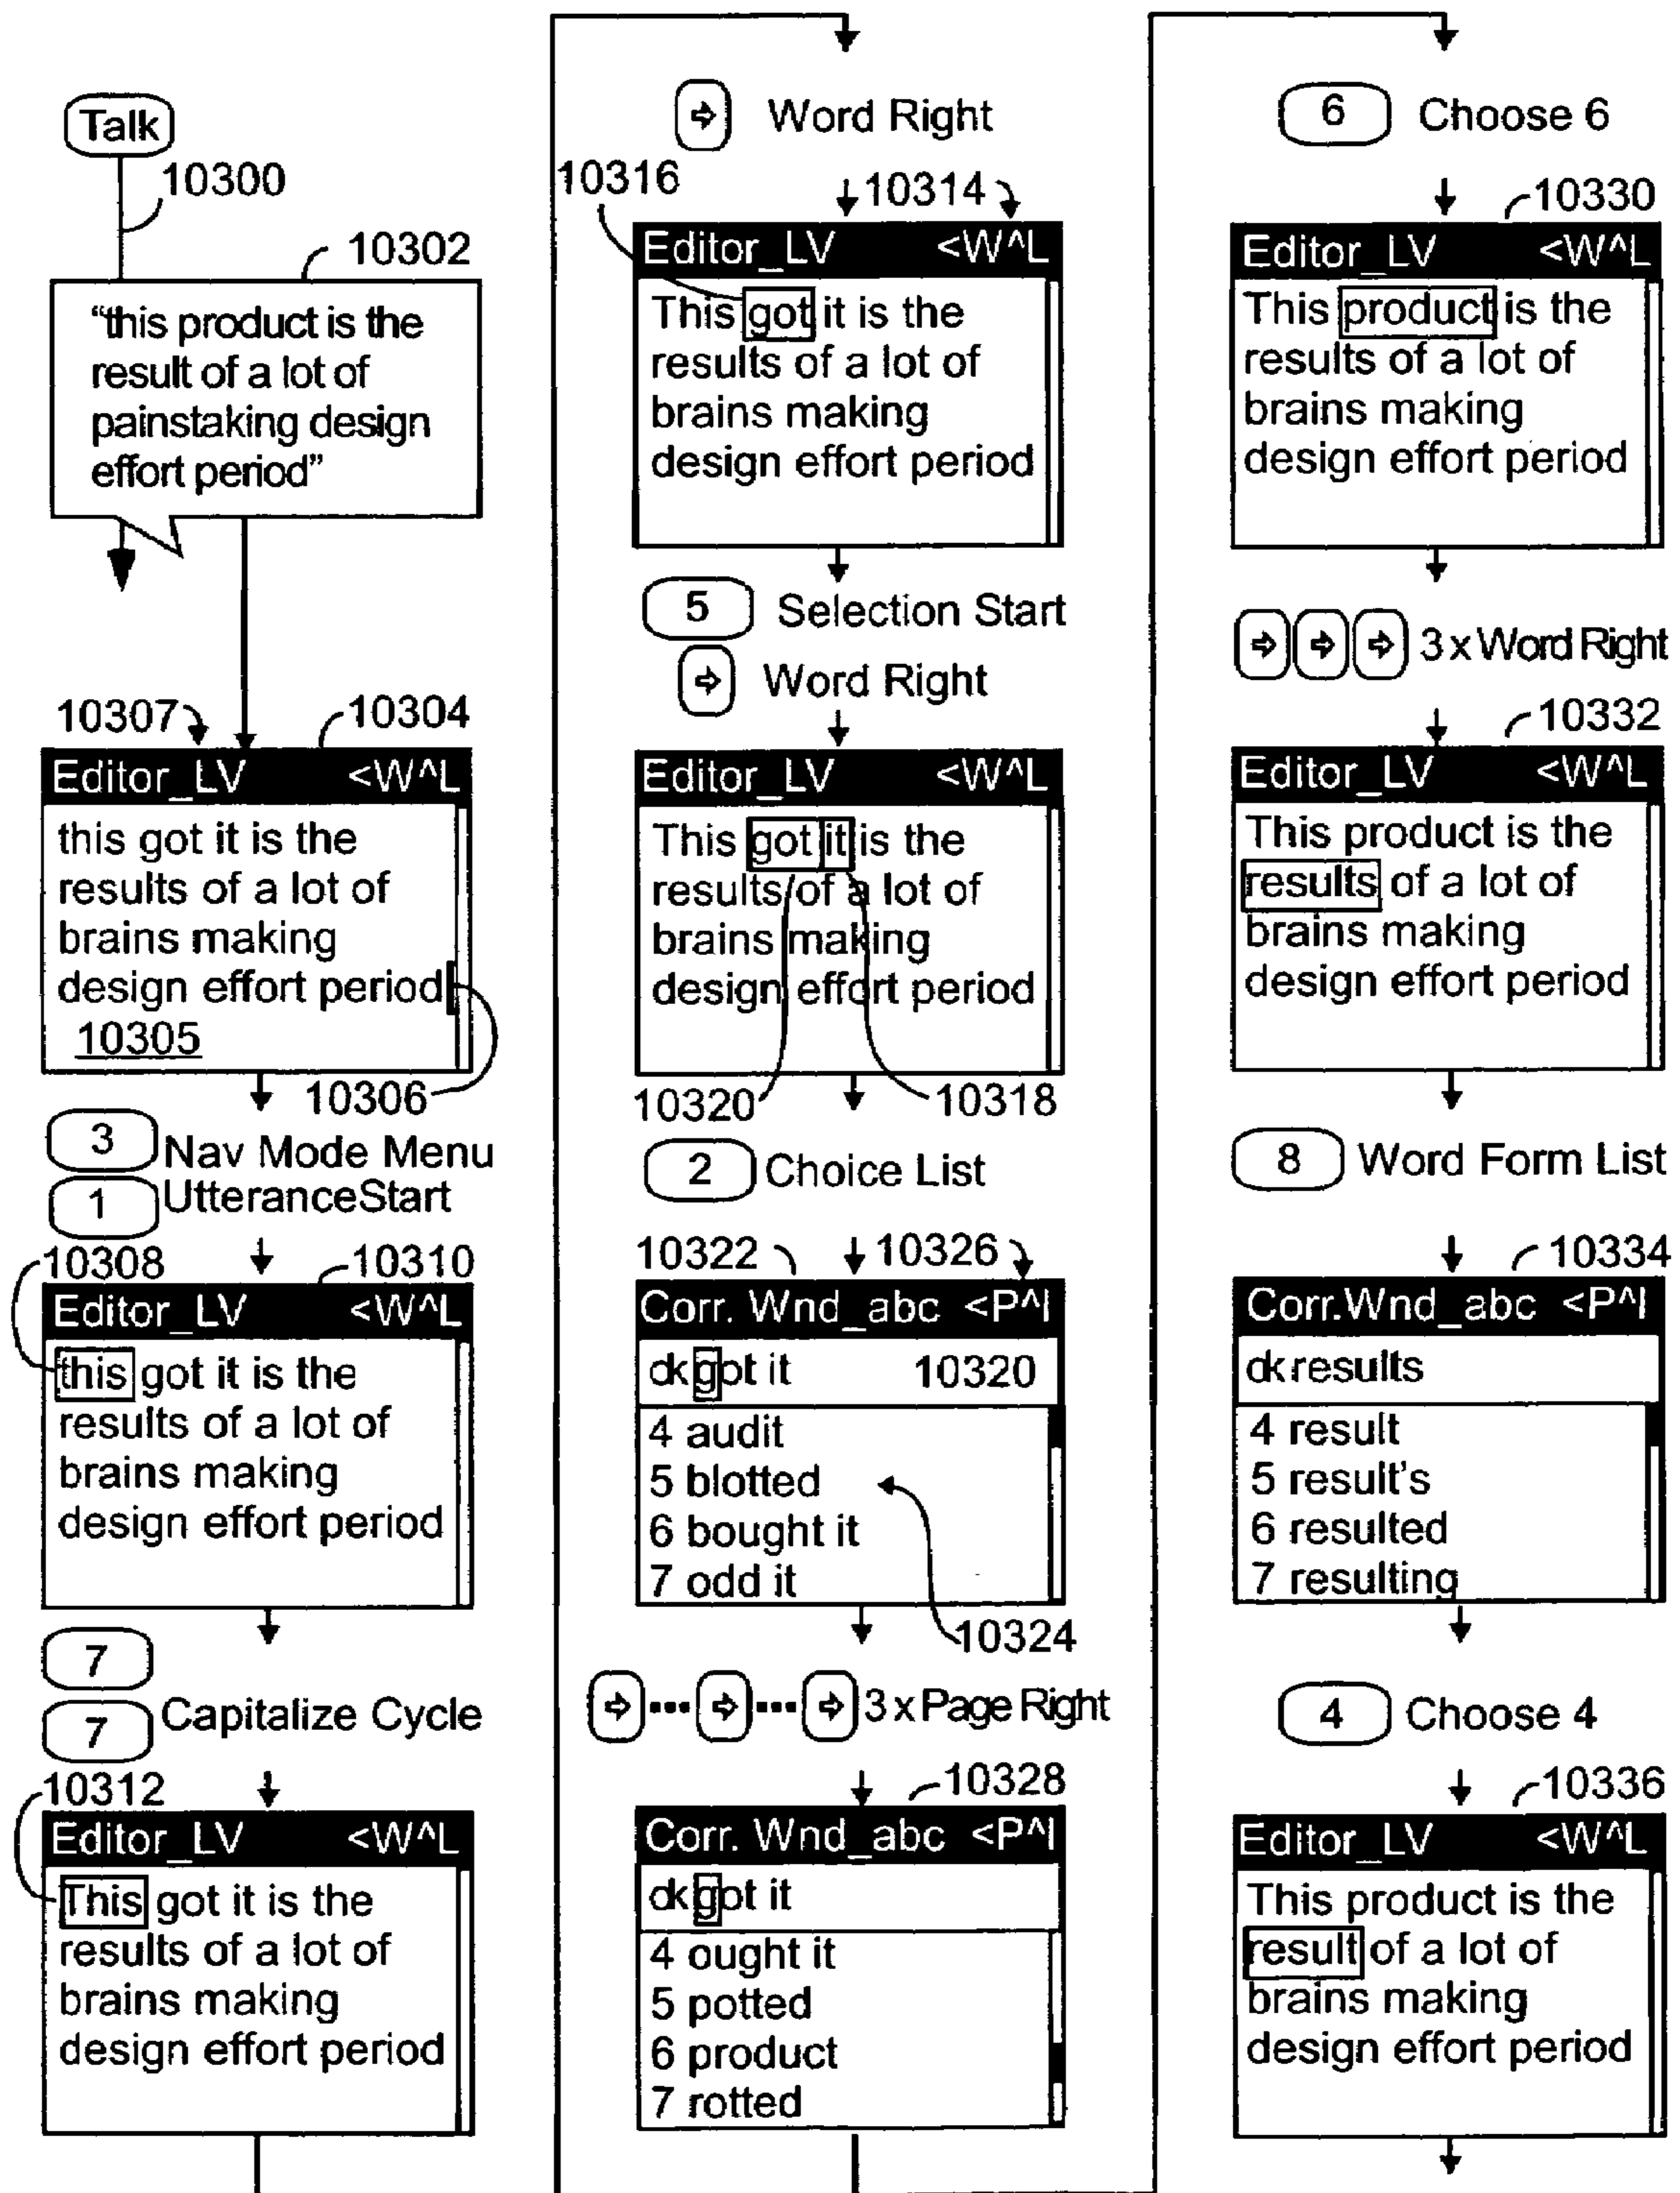 Talk
10300
10302
“this product is the
result of a lot of
painstaking design
effort period”
10307
10304
Editor_LV <W^L
this got it is the
results of a lot of
brains making
design effort period
10305
10306
3 Nav Mode Menu
1 UtteranceStart
10308
10310
Editor_LV <W^L
this got it is the
results of a lot of
brains making
design effort period
7
7 Capitalize Cycle
10312
Editor_LV <W^L
This got it is the
results of a lot of
brains making
design effort period
⇨ Word Right
10316
10314
Editor_LV <W^L
This got it is the
results of a lot of
brains making
design effort period
5 Selection Start
⇨ Word Right
Editor_LV <W^L
This got it is the
results of a lot of
brains making
design effort period
10320
10318
2 Choice List
10322
10326
Corr. Wnd_abc <P^I
ck got it 10320
4 audit
5 blotted
6 bought it
7 odd it
10324
⇨...⇨...⇨ 3 x Page Right
10328
Corr. Wnd_abc <P^I
ck got it
4 ought it
5 potted
6 product
7 rotted
6 Choose 6
10330
Editor_LV <W^L
This product is the
results of a lot of
brains making
design effort period
⇨⇨⇨ 3 x Word Right
10332
Editor_LV <W^L
This product is the
results of a lot of
brains making
design effort period
8 Word Form List
10334
Corr.Wnd_abc <P^I
ck results
4 result
5 result's
6 resulted
7 resulting
4 Choose 4
10336
Editor_LV <W^L
This product is the
result of a lot of
brains making
design effort period